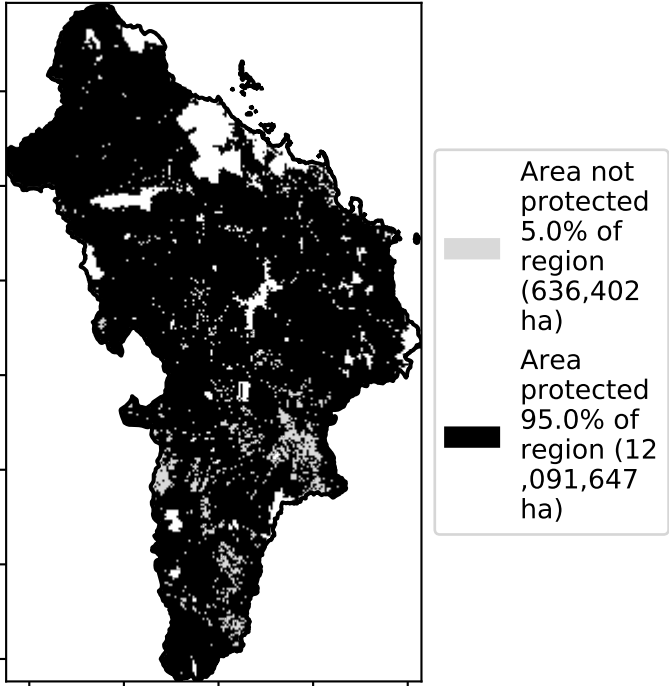 Area not
protected
5.0% of
region
(636,402
ha)
Area
protected
95.0% of
region (12
,091,647
ha)